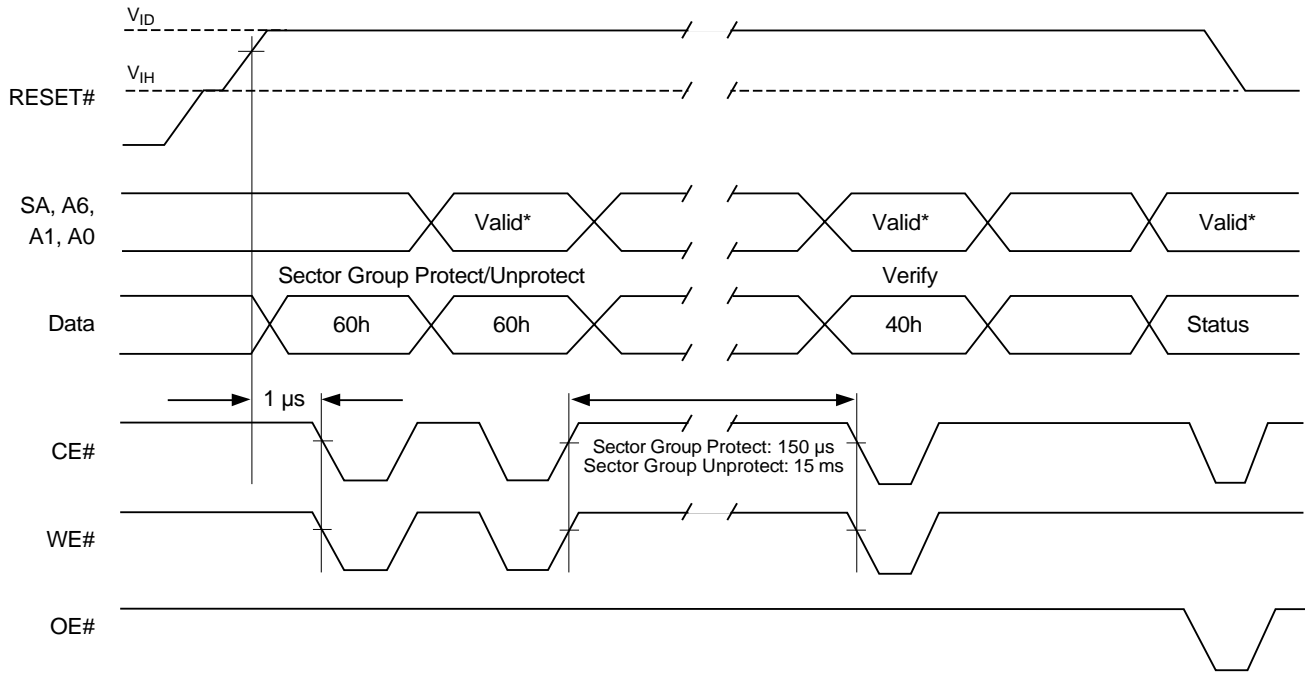 VID
VIH
RESET#
SA, A6,
A1, A0
Valid*
Valid*
Valid*
Sector Group Protect/Unprotect
Verify
Data
60h
60h
40h
Status
1 µs
CE#
Sector Group Protect: 150 µs
Sector Group Unprotect: 15 ms
WE#
OE#